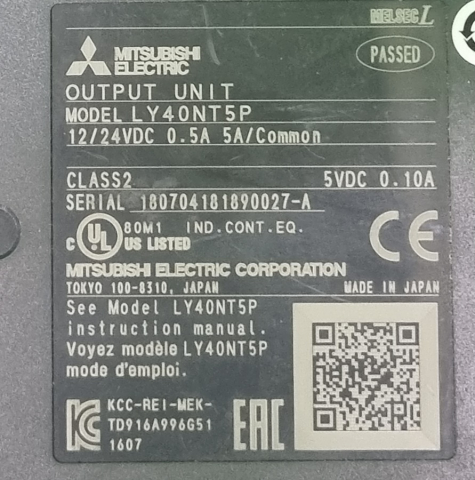 MELSEC L
MITSUBISHI
ELECTRIC
PASSED
OUTPUT UNIT
MODEL LY40NT5P
12/24VDC 0.5A 5A/Common
CLASS2 5VDC 0.10A
SERIAL 180704181890027-A
C UL US LISTED 80M1 IND.CONT.EQ.
CE
MITSUBISHI ELECTRIC CORPORATION
TOKYO 100-8310, JAPAN MADE IN JAPAN
See Model LY40NT5P
instruction manual.
Voyez modèle LY40NT5P
mode d'emploi.
KCC-REI-MEK-
TD916A996G51
1607
EAC